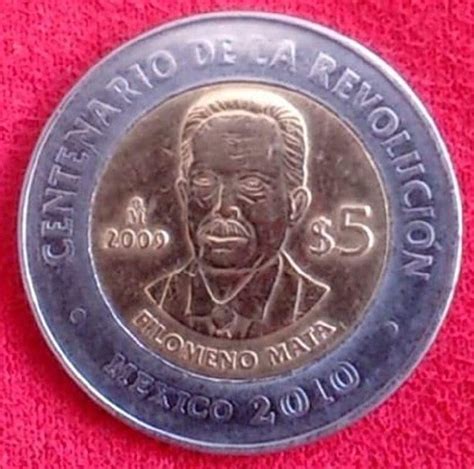 CENTENARIO DE LA REVOLUCIÓN
M
2009
$5
FILOMENO MATA
MÉXICO 2010